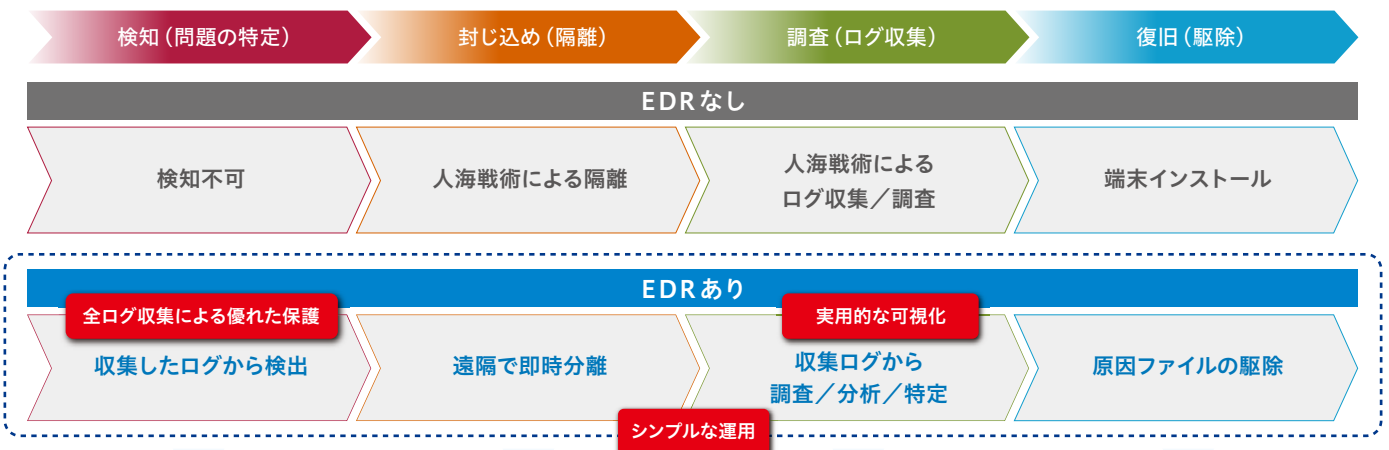 検知（問題の特定）
封じ込め（隔離）
調査（ログ収集）
復旧（駆除）
EDRなし
検知不可
人海戦術による隔離
人海戦術による
ログ収集／調査
端末インストール
EDRあり
全ログ収集による優れた保護
収集したログから検出
遠隔で即時分離
実用的な可視化
収集ログから
調査／分析／特定
原因ファイルの駆除
シンプルな運用